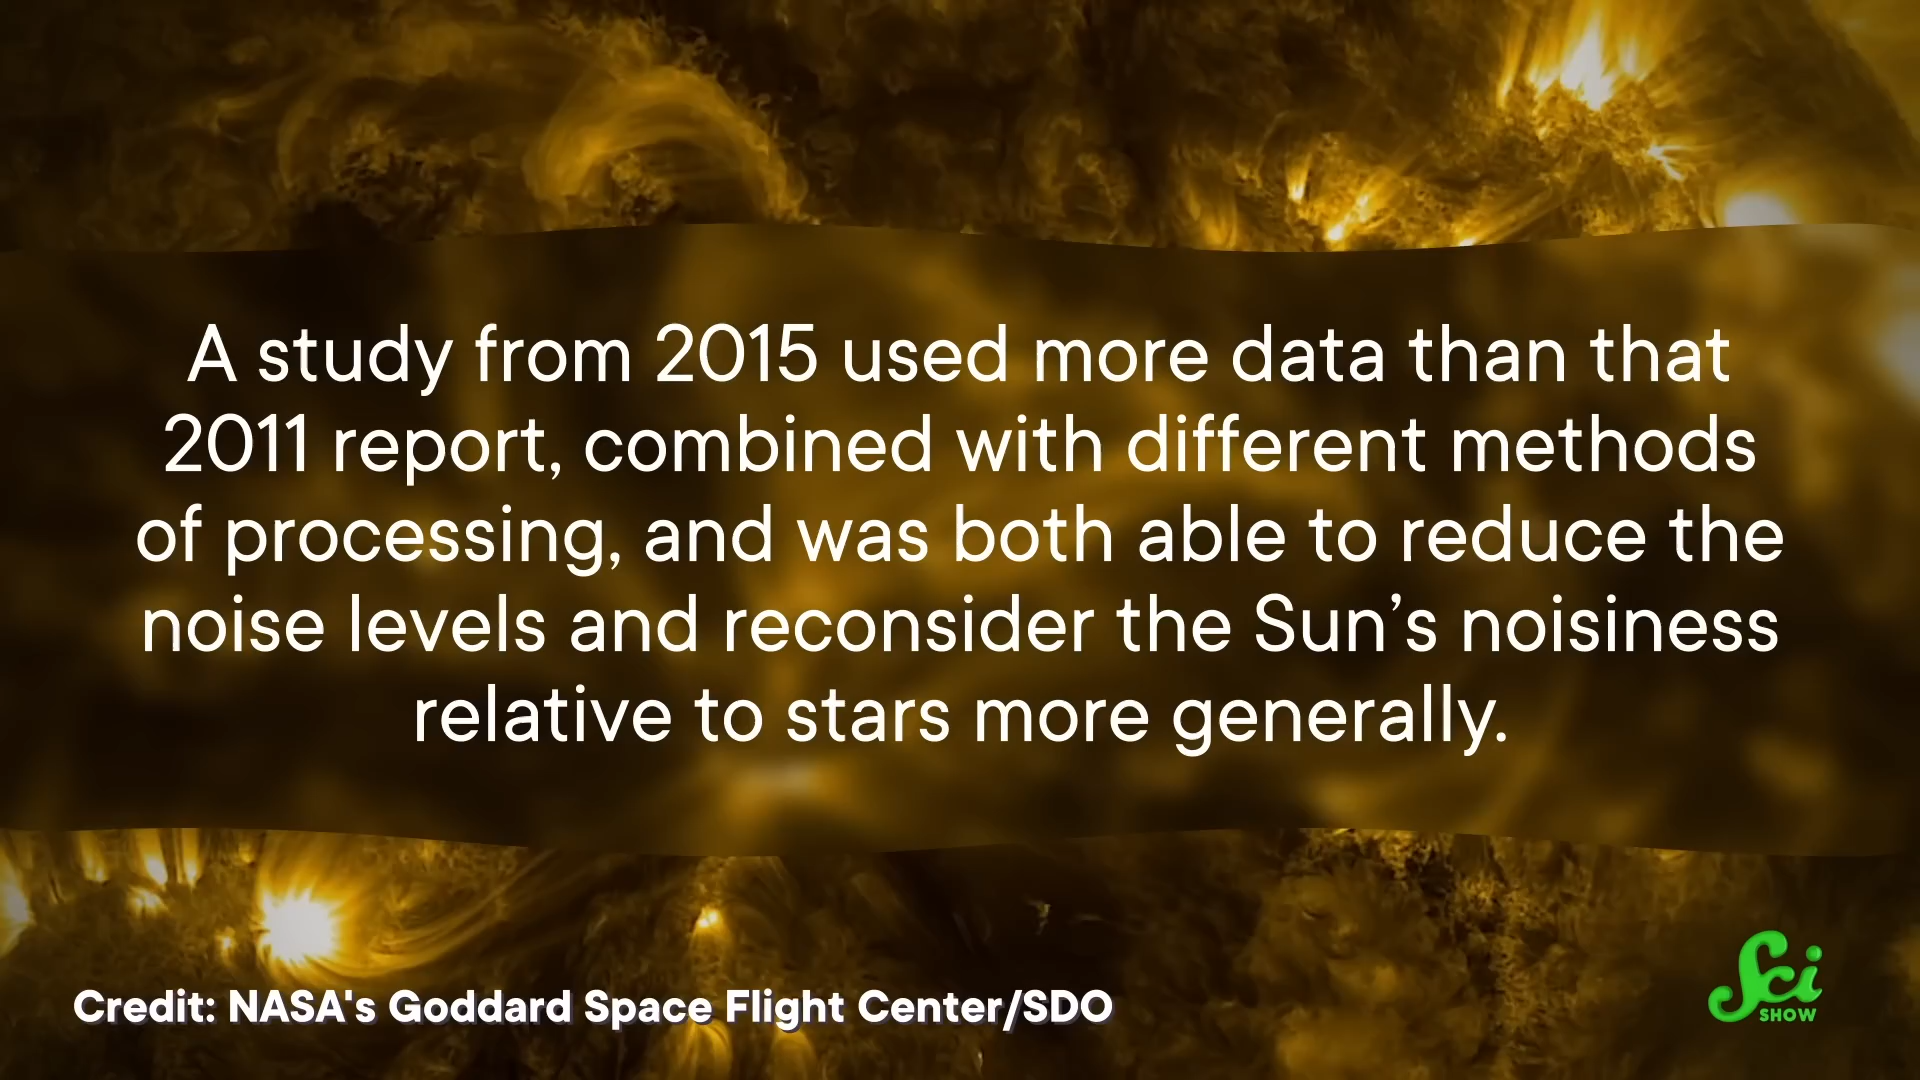 A study from 2015 used more data than that
2011 report, combined with different methods
of processing, and was both able to reduce the
noise levels and reconsider the Sun’s noisiness
relative to stars more generally.
Credit: NASA's Goddard Space Flight Center/SDO
Sci
SHOW